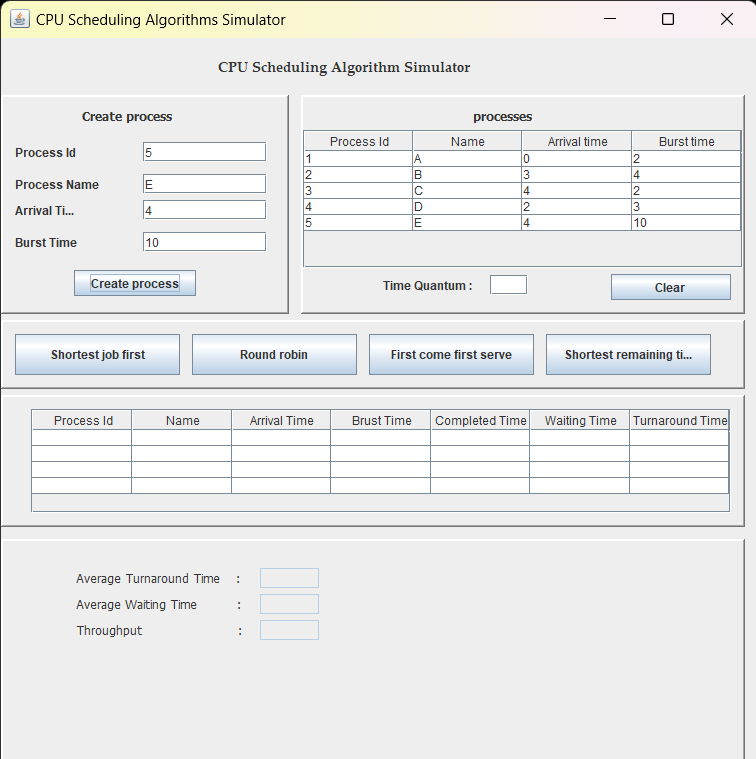 CPU Scheduling Algorithms Simulator
CPU Scheduling Algorithm Simulator
Create process
Process Id 5
Process Name E
Arrival Ti... 4
Burst Time 10
Create process
processes
Process Id Name Arrival time Burst time
1 A 0 2
2 B 3 4
3 C 4 2
4 D 2 3
5 E 4 10
Time Quantum :
Clear
Shortest job first Round robin First come first serve Shortest remaining ti...
Process Id Name Arrival Time Brust Time Completed Time Waiting Time Turnaround Time
Average Turnaround Time :
Average Waiting Time :
Throughput :